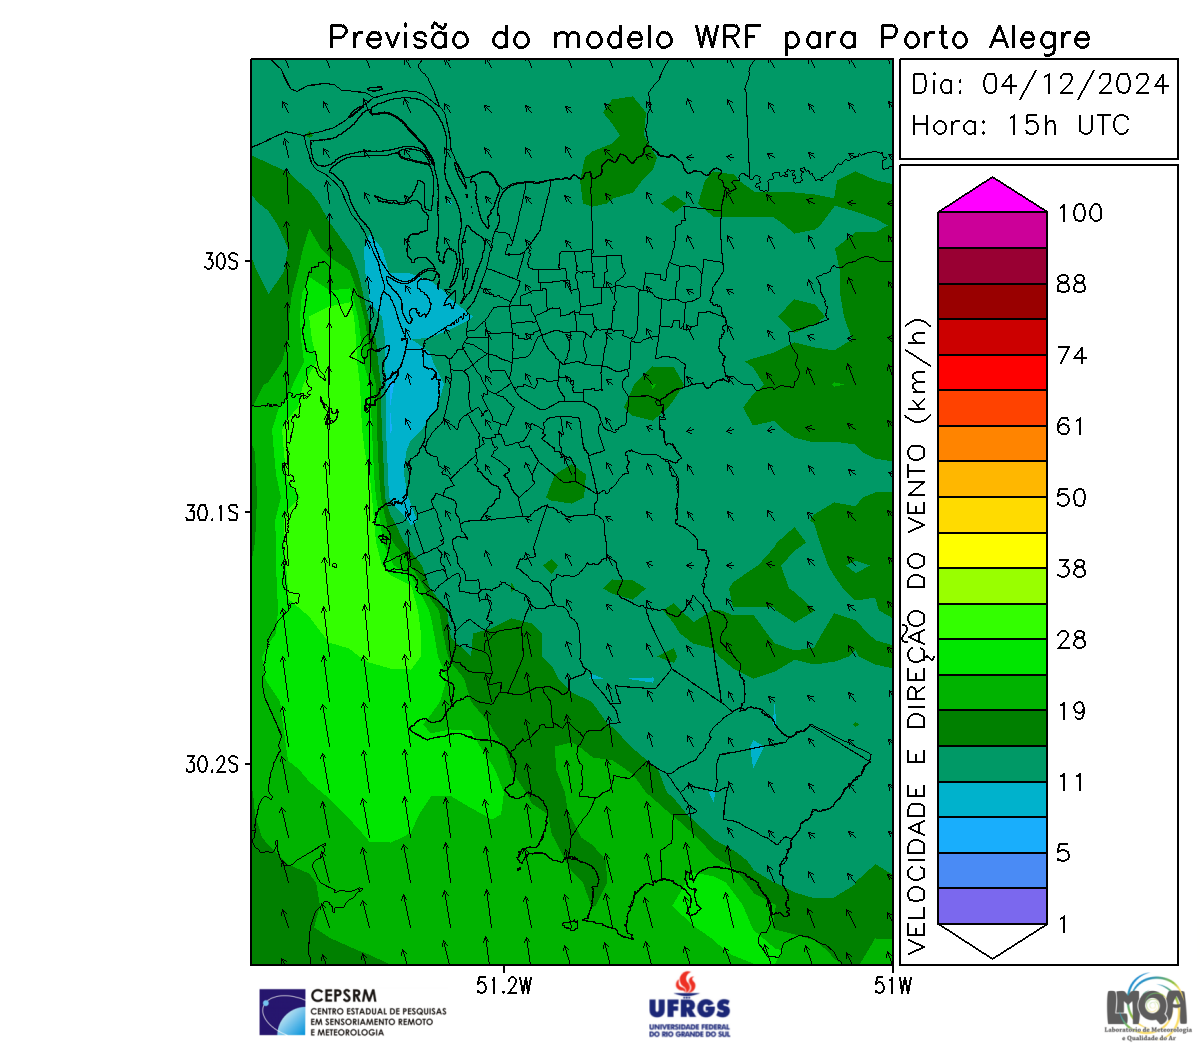 Previsão do modelo WRF para Porto Alegre
Dia: 04/12/2024
Hora: 15h UTC
30S
30.1S
30.2S
51.2W
51W
VELOCIDADE E DIREÇÃO DO VENTO (km/h)
100
88
74
61
50
38
28
19
11
5
1
CEPSRM
CENTRO ESTADUAL DE PESQUISAS
EM SENSORIAMENTO REMOTO
E METEOROLOGIA
UFRGS
UNIVERSIDADE FEDERAL
DO RIO GRANDE DO SUL
LMQA
Laboratório de Meteorologia
e Qualidade do Ar